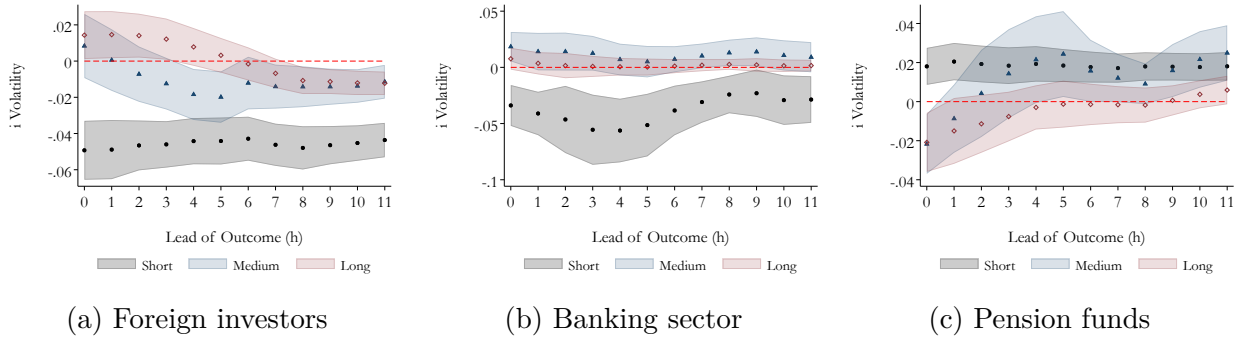 i Volatility
.02
0
-.02
-.04
-.06
0 1 2 3 4 5 6 7 8 9 10 11
Lead of Outcome (h)
Short Medium Long
(a) Foreign investors
i Volatility
.05
0
-.05
-.1
0 1 2 3 4 5 6 7 8 9 10 11
Lead of Outcome (h)
Short Medium Long
(b) Banking sector
i Volatility
.04
.02
0
-.02
-.04
0 1 2 3 4 5 6 7 8 9 10 11
Lead of Outcome (h)
Short Medium Long
(c) Pension funds